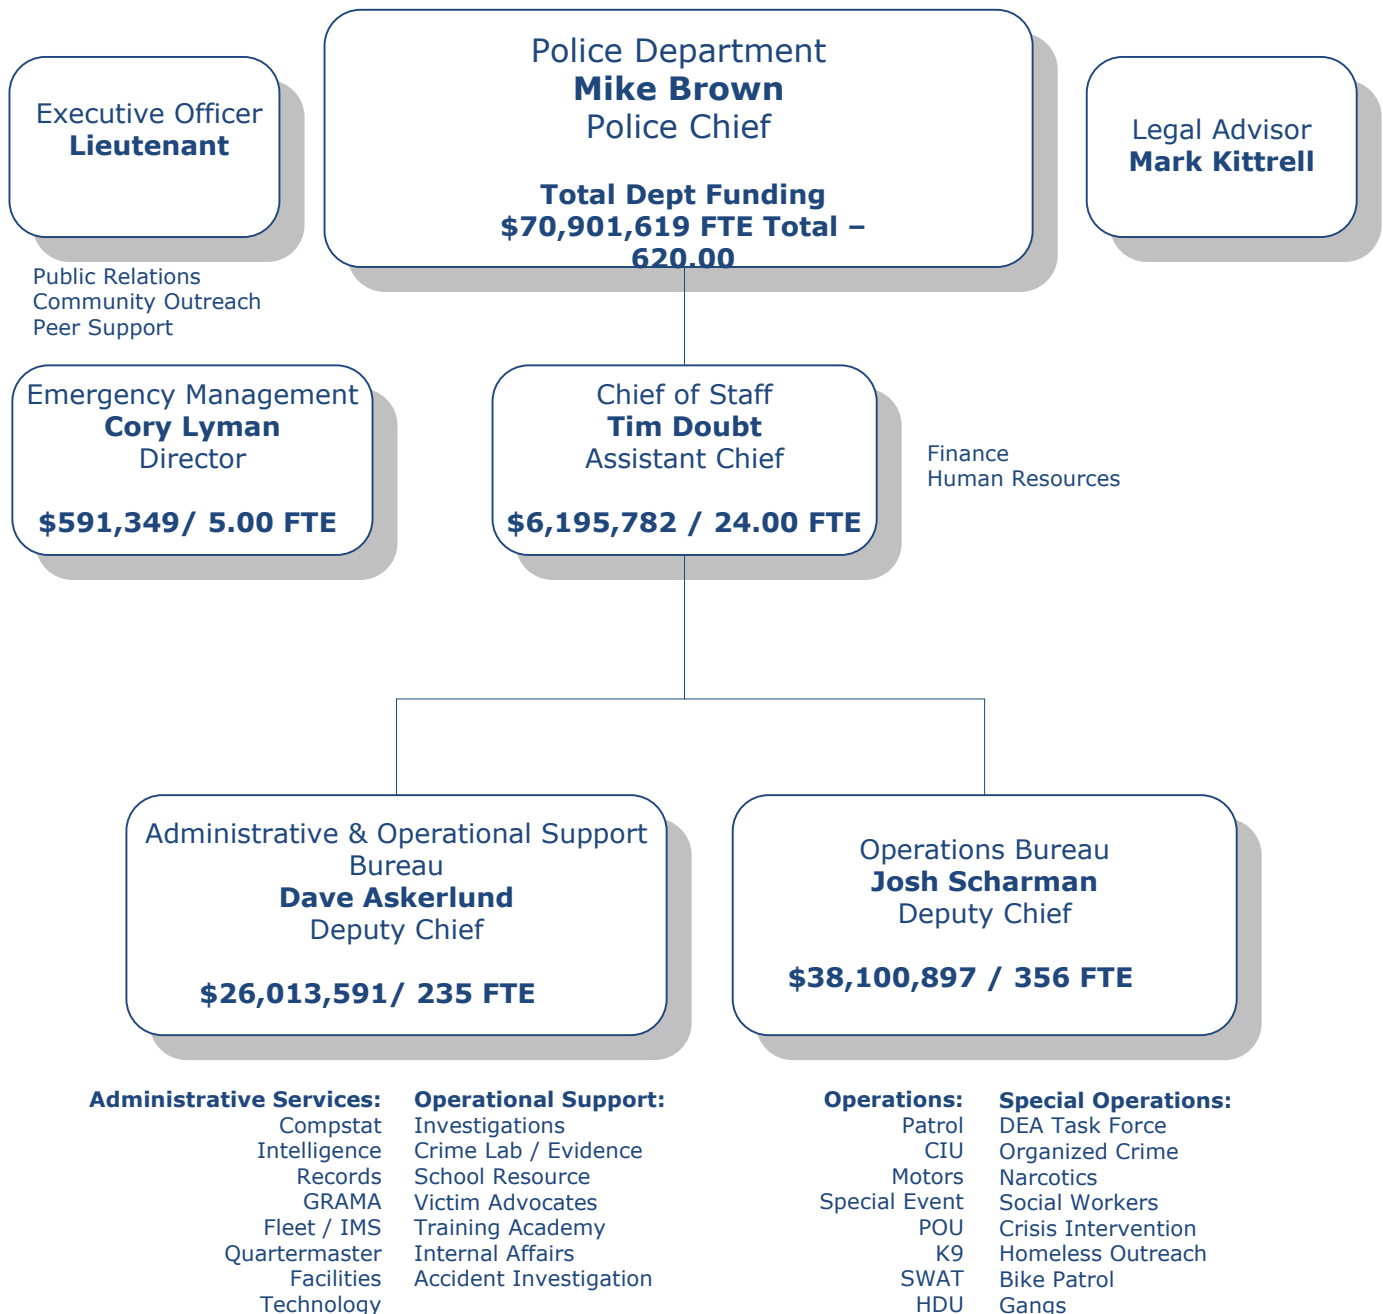 Police Department
Mike Brown
Police Chief
Total Dept Funding
$70,901,619 FTE Total –
620.00
Executive Officer
Lieutenant
Legal Advisor
Mark Kittrell
Public Relations
Community Outreach
Peer Support
Emergency Management
Cory Lyman
Director
$591,349/ 5.00 FTE
Chief of Staff
Tim Doubt
Assistant Chief
$6,195,782 / 24.00 FTE
Finance
Human Resources
Administrative & Operational Support
Bureau
Dave Askerlund
Deputy Chief
$26,013,591/ 235 FTE
Operations Bureau
Josh Scharman
Deputy Chief
$38,100,897 / 356 FTE
Administrative Services:
Compstat
Intelligence
Records
GRAMA
Fleet / IMS
Quartermaster
Facilities
Technology
Operational Support:
Investigations
Crime Lab / Evidence
School Resource
Victim Advocates
Training Academy
Internal Affairs
Accident Investigation
Operations:
Patrol
CIU
Motors
Special Event
POU
K9
SWAT
HDU
Special Operations:
DEA Task Force
Organized Crime
Narcotics
Social Workers
Crisis Intervention
Homeless Outreach
Bike Patrol
Gangs